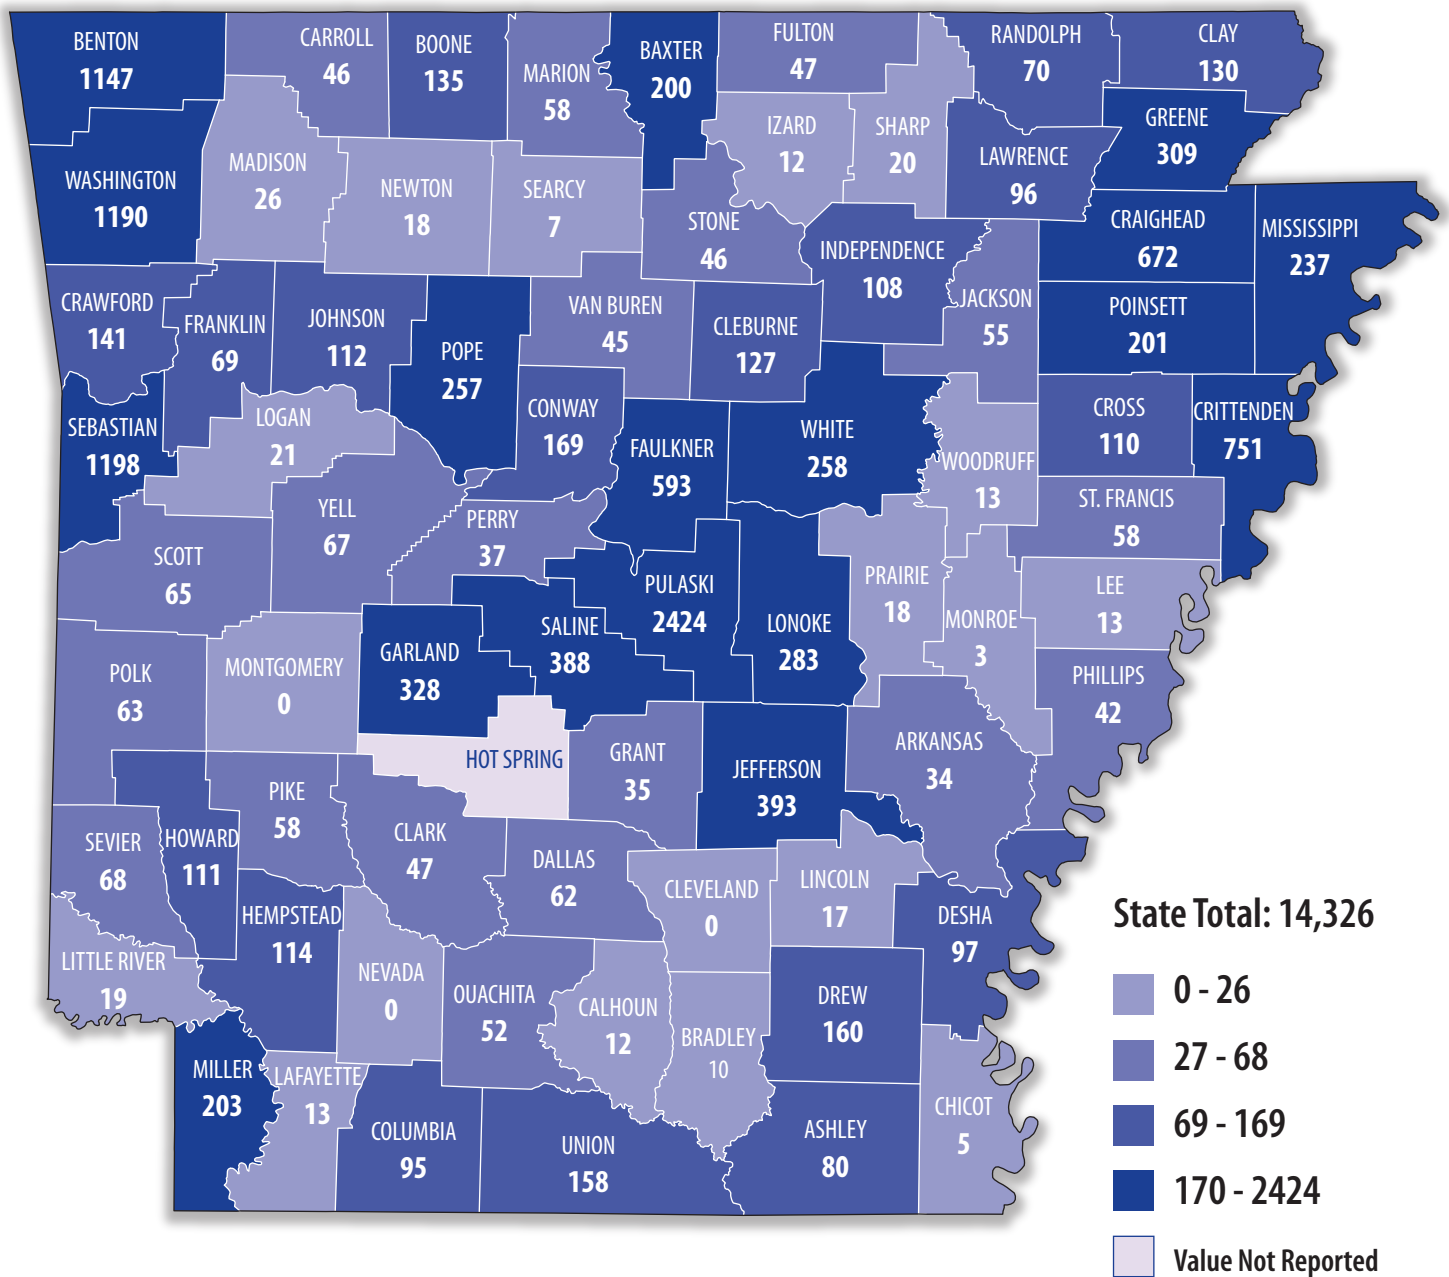 BENTON
1147
CARROLL
46
BOONE
135
MARION
58
BAXTER
200
FULTON
47
RANDOLPH
70
CLAY
130
IZARD
12
SHARP
20
LAWRENCE
96
GREENE
309
WASHINGTON
1190
MADISON
26
NEWTON
18
SEARCY
7
STONE
46
INDEPENDENCE
108
JACKSON
55
CRAIGHEAD
672
MISSISSIPPI
237
CRAWFORD
141
FRANKLIN
69
JOHNSON
112
POPE
257
VAN BUREN
45
CLEBURNE
127
POINSETT
201
SEBASTIAN
1198
LOGAN
21
CONWAY
169
FAULKNER
593
WHITE
258
WOODRUFF
13
CROSS
110
CRITTENDEN
751
SCOTT
65
YELL
67
PERRY
37
ST. FRANCIS
58
POLK
63
MONTGOMERY
0
GARLAND
328
SALINE
388
PULASKI
2424
LONOKE
283
PRAIRIE
18
MONROE
3
LEE
13
PHILLIPS
42
HOT SPRING
GRANT
35
JEFFERSON
393
ARKANSAS
34
SEVIER
68
HOWARD
111
PIKE
58
CLARK
47
DALLAS
62
CLEVELAND
0
LINCOLN
17
DESHA
97
LITTLE RIVER
19
HEMPSTEAD
114
NEVADA
0
OUACHITA
52
CALHOUN
12
BRADLEY
10
DREW
160
MILLER
203
LAFAYETTE
13
COLUMBIA
95
UNION
158
ASHLEY
80
CHICOT
5
State Total: 14,326
0 - 26
27 - 68
69 - 169
170 - 2424
Value Not Reported